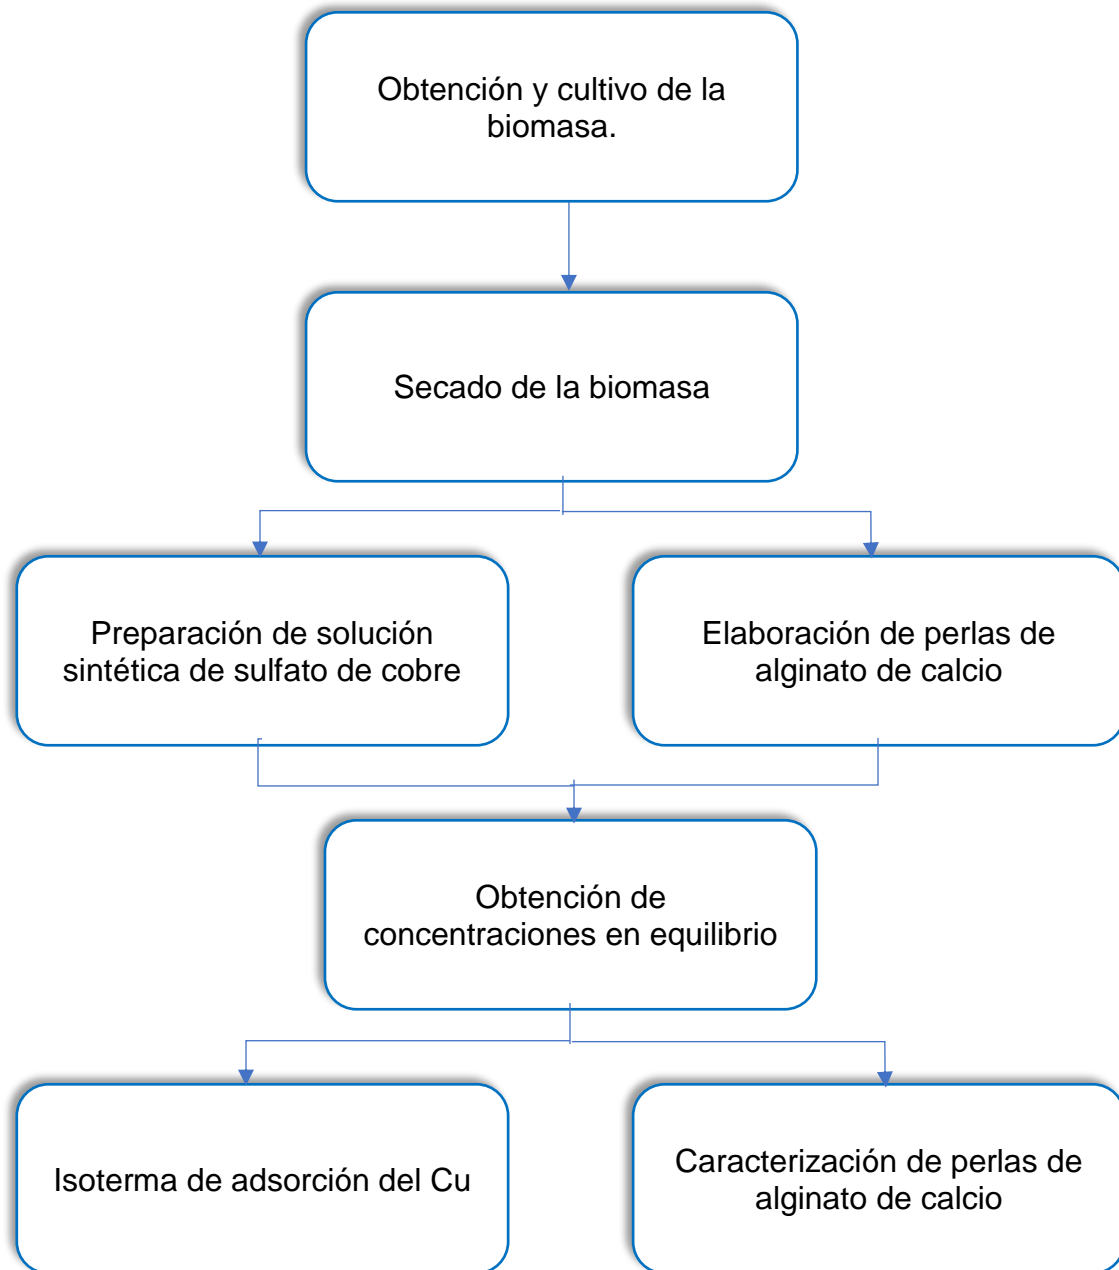 Obtención y cultivo de la
biomasa.
Secado de la biomasa
Preparación de solución
sintética de sulfato de cobre
Elaboración de perlas de
alginato de calcio
Obtención de
concentraciones en equilibrio
Isoterma de adsorción del Cu
Caracterización de perlas de
alginato de calcio